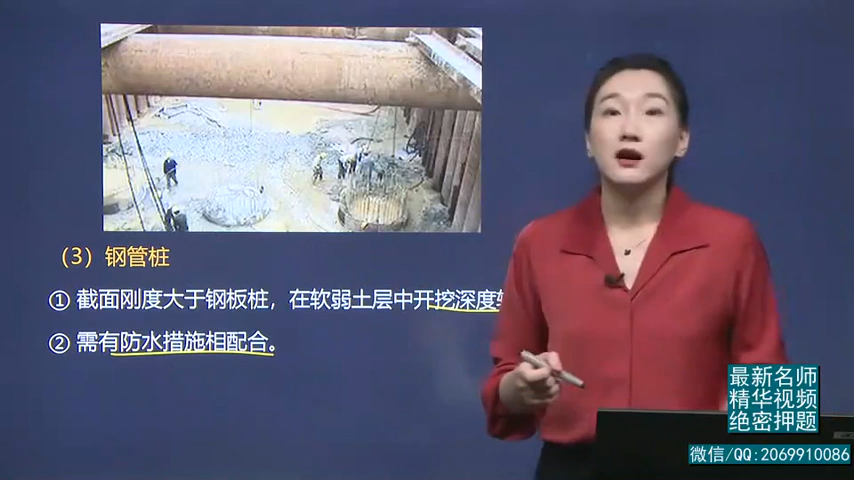 （3）钢管桩
① 截面刚度大于钢板桩，在软弱土层中开挖深度
② 需有防水措施相配合。
最新名师
精华视频
绝密押题
微信/QQ:2069910086